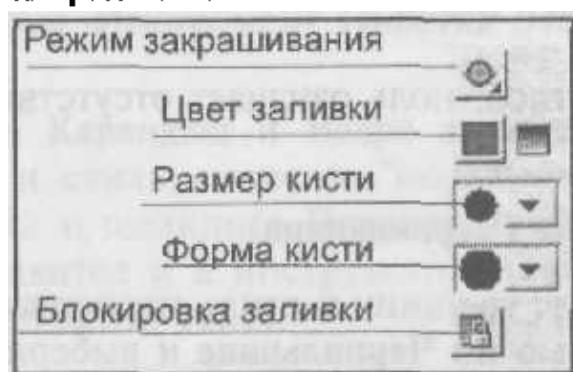 Режим закрашивания
Цвет заливки
Размер кисти
Форма кисти
Блокировка заливки